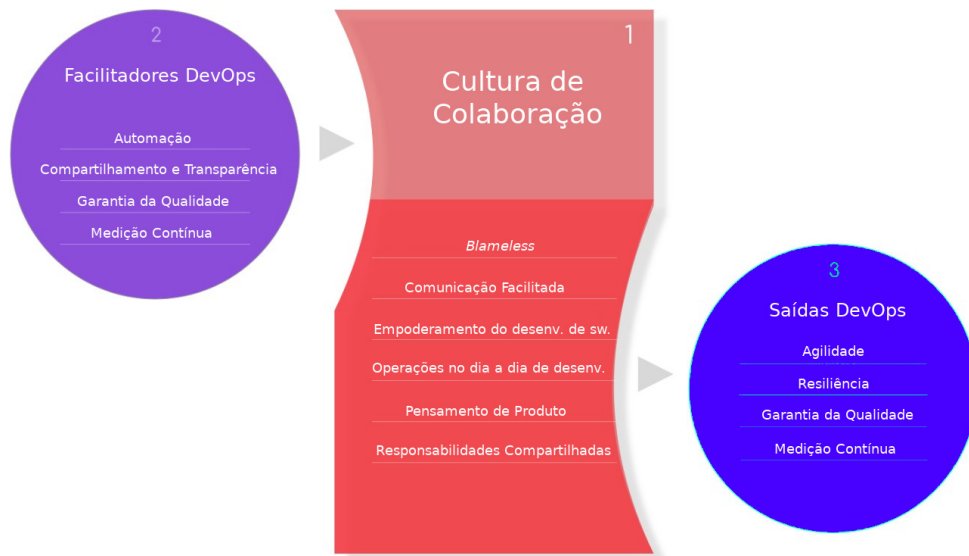 2
Facilitadores DevOps
Automação
Compartilhamento e Transparência
Garantia da Qualidade
Medição Contínua
1
Cultura de
Colaboração
Blameless
Comunicação Facilitada
Empoderamento do desenv. de sw.
Operações no dia a dia de desenv.
Pensamento de Produto
Responsabilidades Compartilhadas
3
Saídas DevOps
Agilidade
Resiliência
Garantia da Qualidade
Medição Contínua